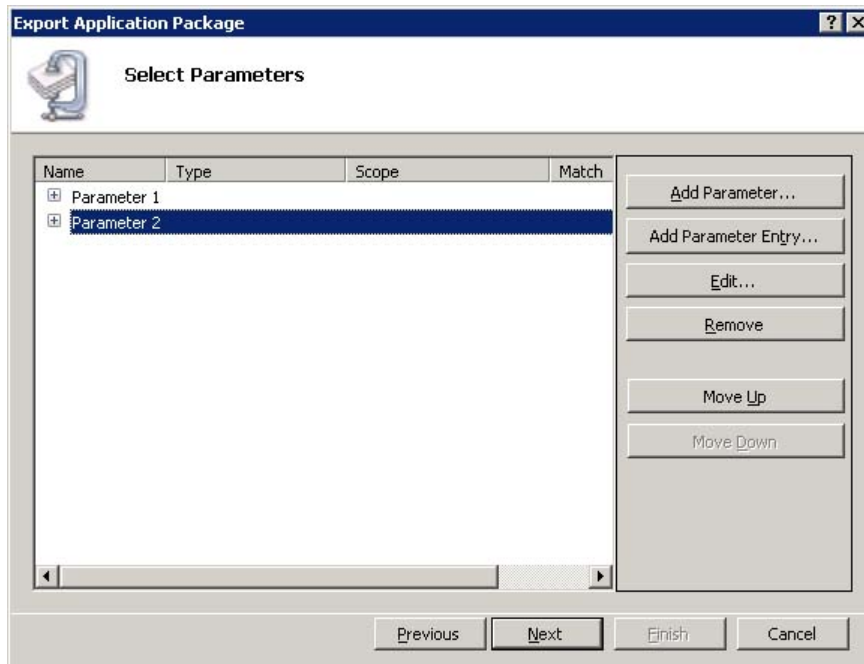 Export Application Package
Select Parameters
Name Type Scope Match
Parameter 1
Parameter 2
Add Parameter...
Add Parameter Entry...
Edit...
Remove
Move Up
Move Down
Previous Next Finish Cancel